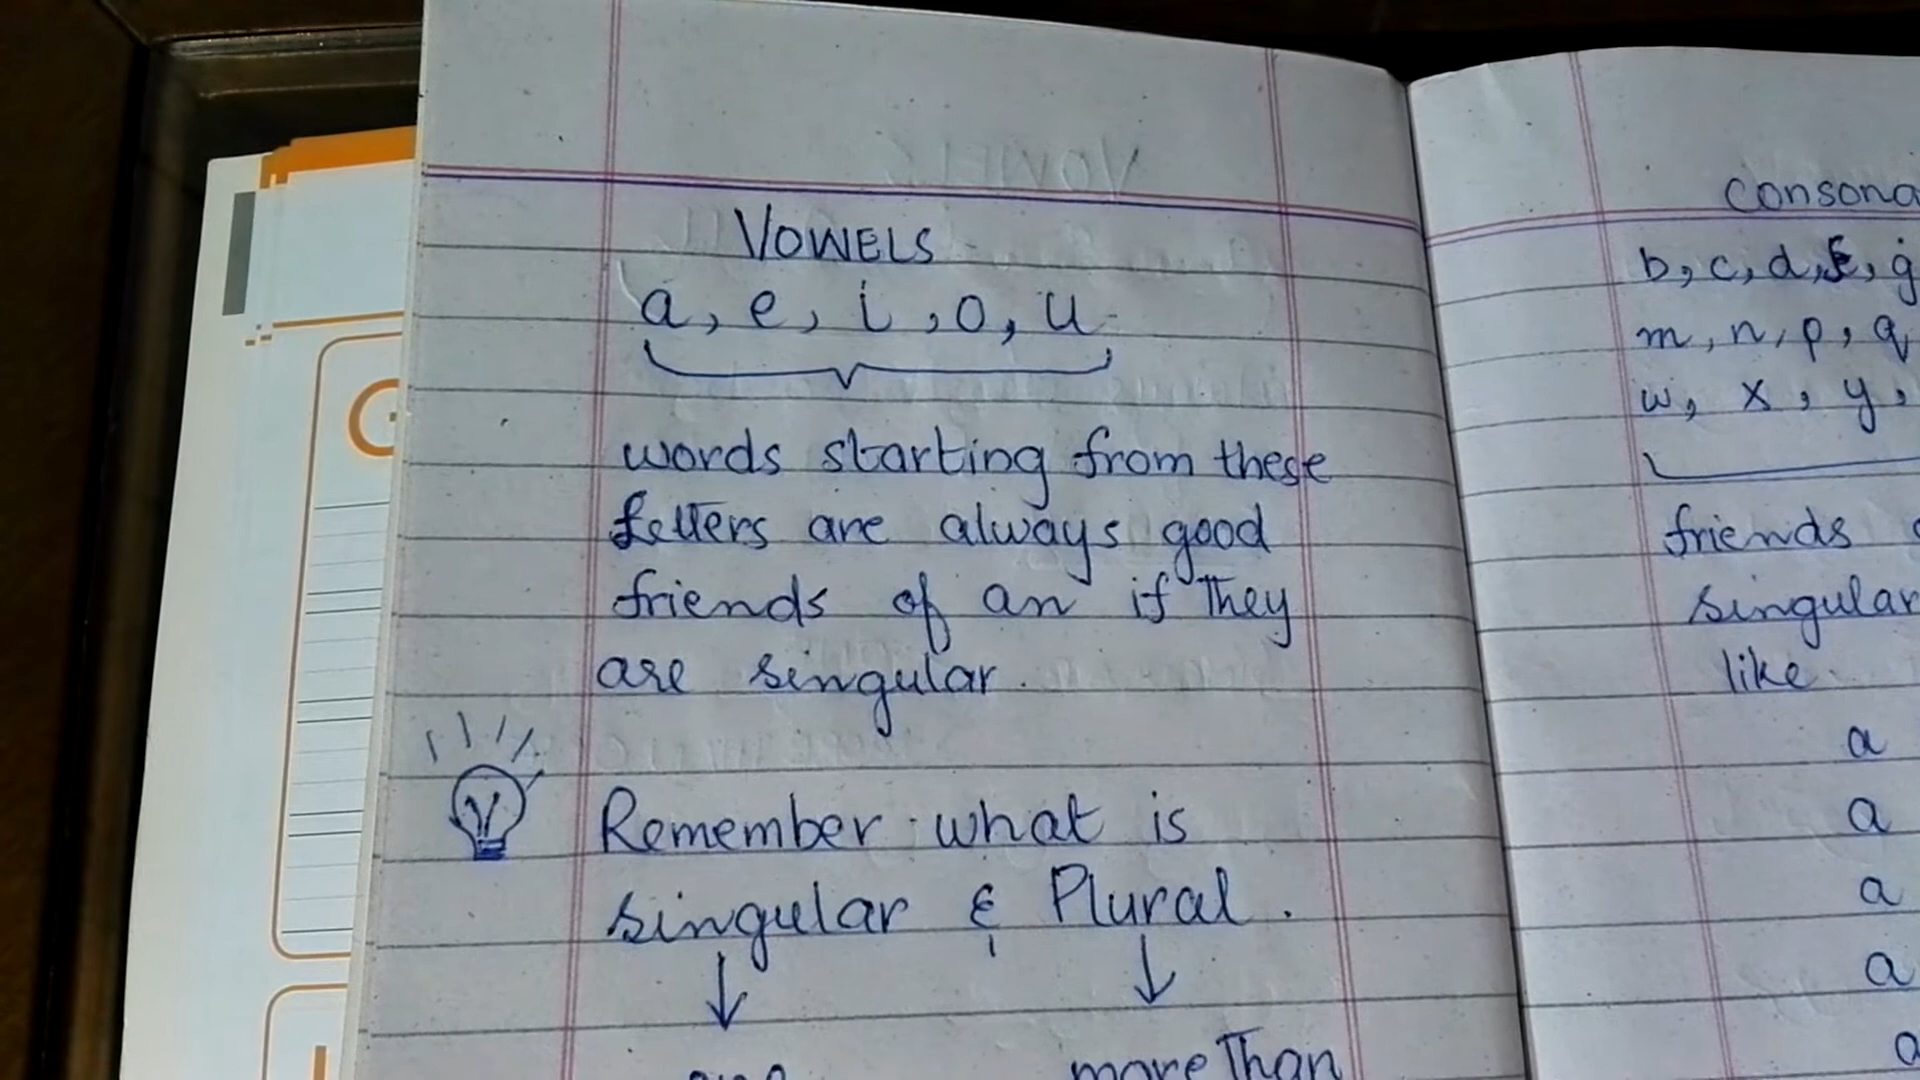 VOWELS
a, e, i, o, u
words starting from these
letters are always good
friends of an if they
are singular.
Remember what is
singular & Plural.
more Than
b, c, d, f, g
m, n, p, q
w, x, y,
friends
singular
like
a
a
a
a
a